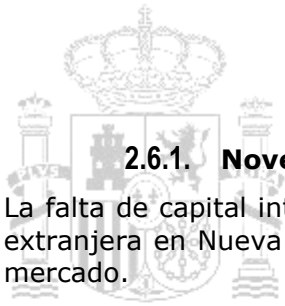 2.6.1. Nove
La falta de capital int
extranjera en Nueva
mercado.